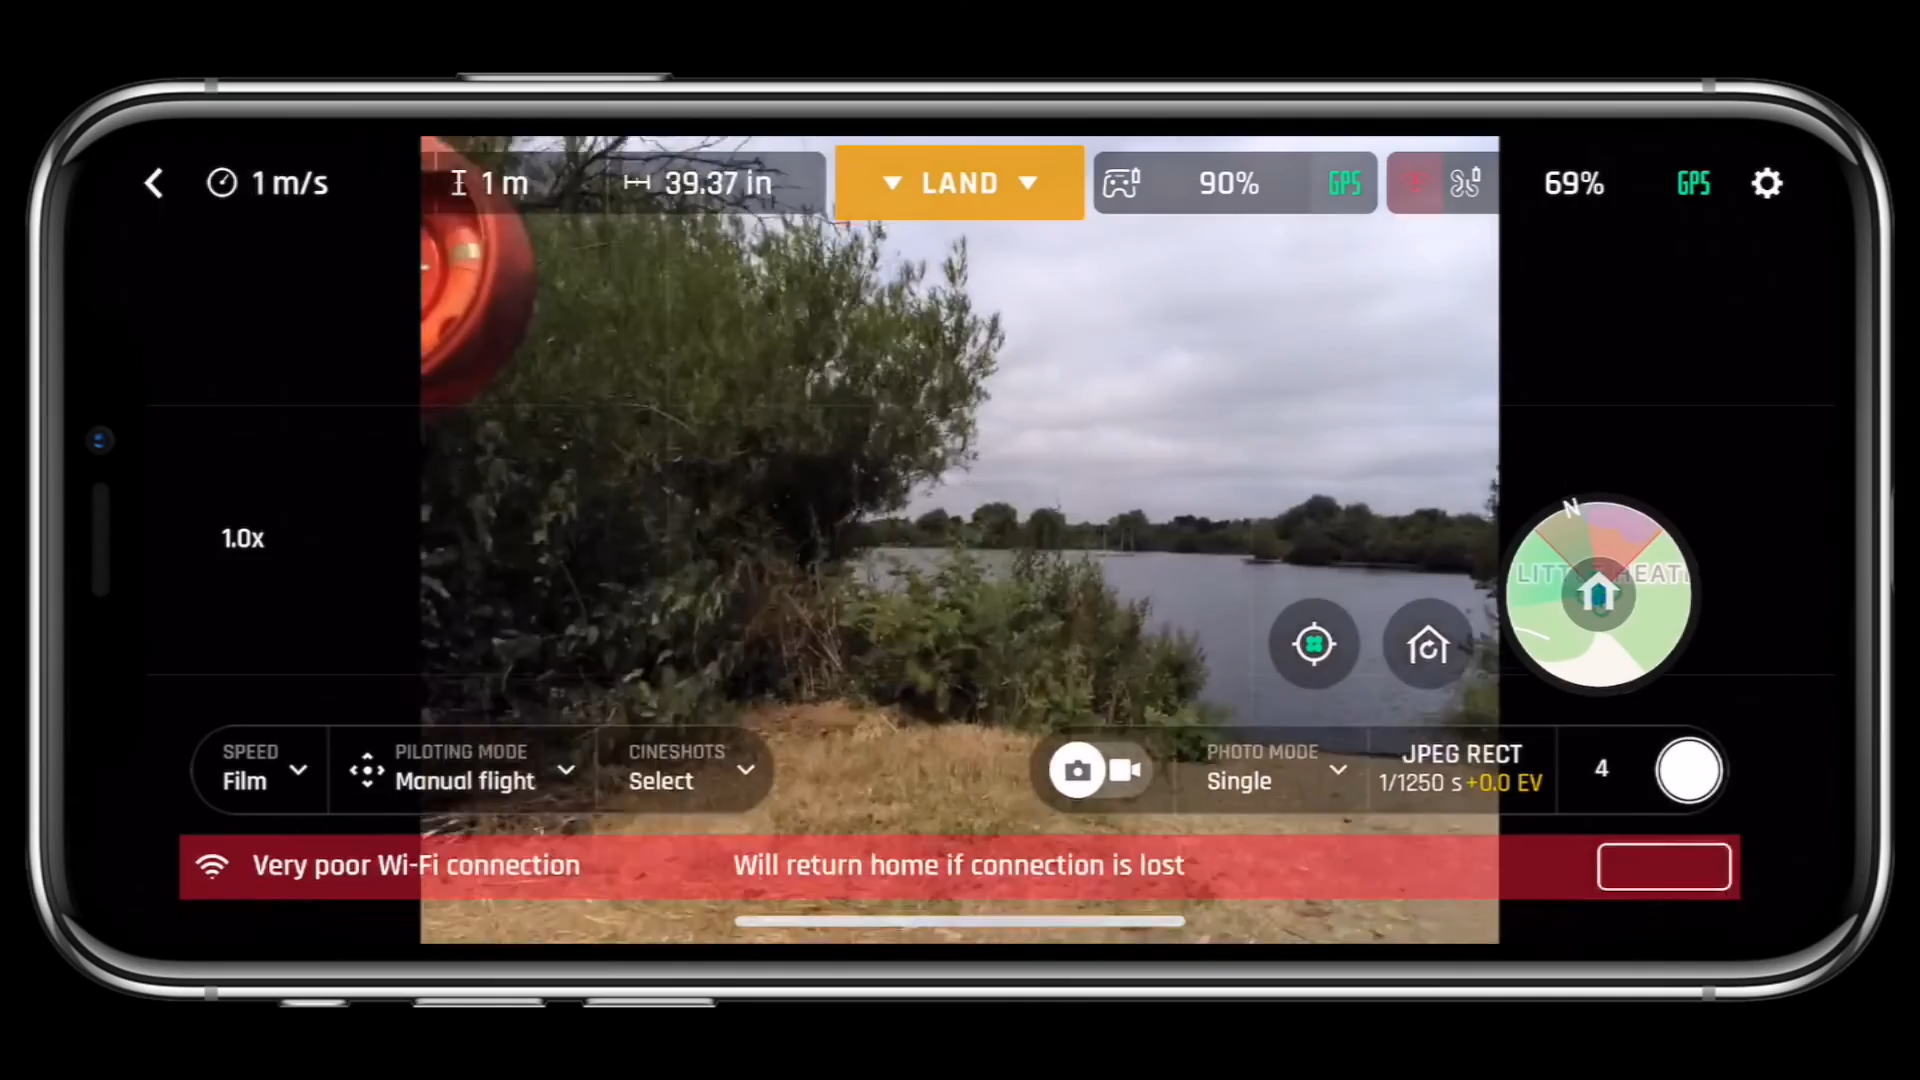 1 m/s
1 m
39.37 in
LAND
90%
GPS
69%
GPS
N
1.0x
SPEED
Film
PILOTING MODE
Manual flight
CINESHOTS
Select
PHOTO MODE
Single
JPEG RECT
1/1250 s +0.0 EV
4
Very poor Wi-Fi connection
Will return home if connection is lost